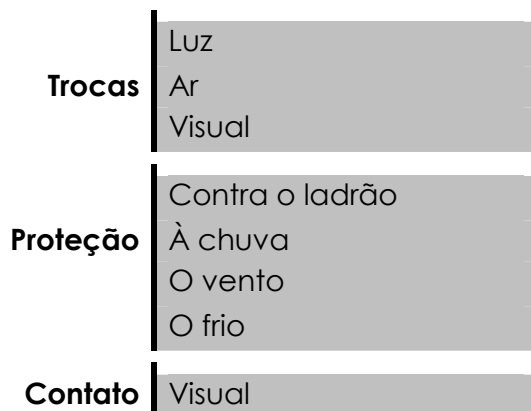 Trocas
Luz
Ar
Visual
Proteção
Contra o ladrão
À chuva
O vento
O frio
Contato
Visual